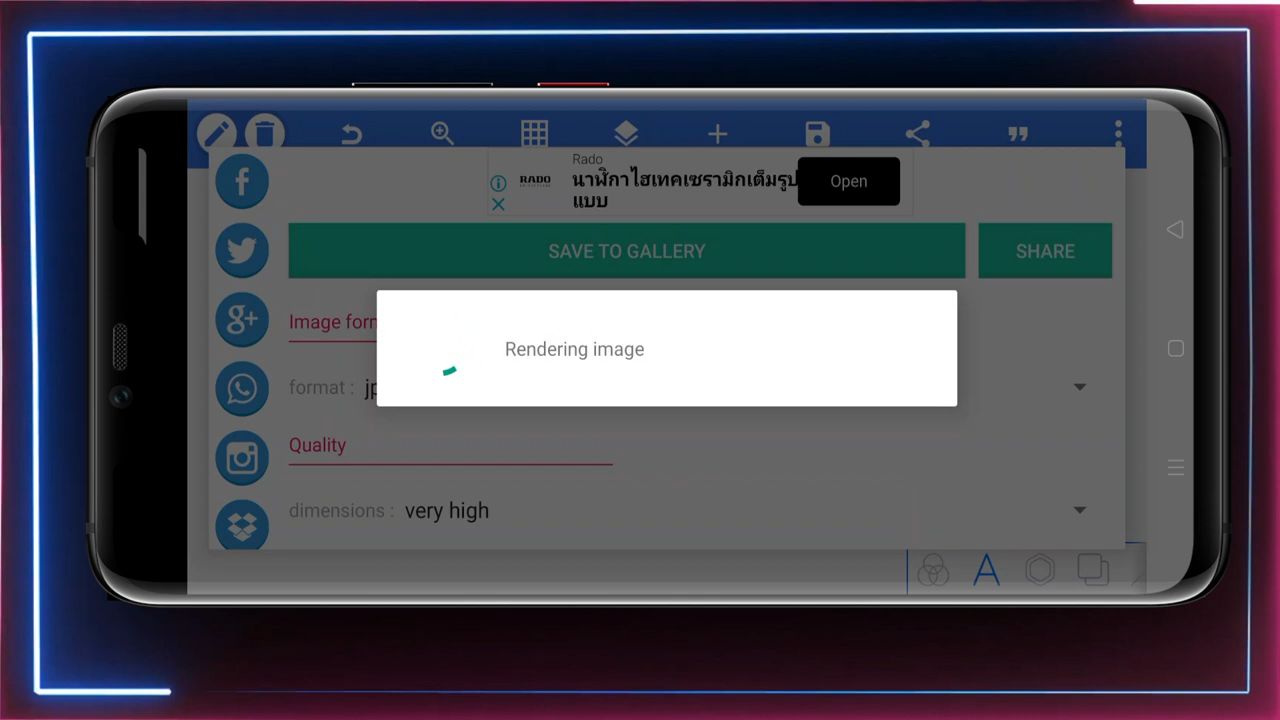 Rado
RADO
นาฬิกาไฮเทคเซรามิกเต็มรูป
แบบ
Open
SAVE TO GALLERY
SHARE
Image forn
Rendering image
format : jp
Quality
dimensions : very high